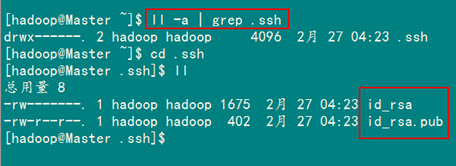 [hadoop@Master ~]$ ll -a | grep .ssh
drwx------. 2 hadoop hadoop     4096  2月 27 04:23 .ssh
[hadoop@Master ~]$ cd .ssh
[hadoop@Master .ssh]$ ll
总用量 8
-rw-------. 1 hadoop hadoop 1675  2月 27 04:23 id_rsa
-rw-r--r--. 1 hadoop hadoop  402  2月 27 04:23 id_rsa.pub
[hadoop@Master .ssh]$